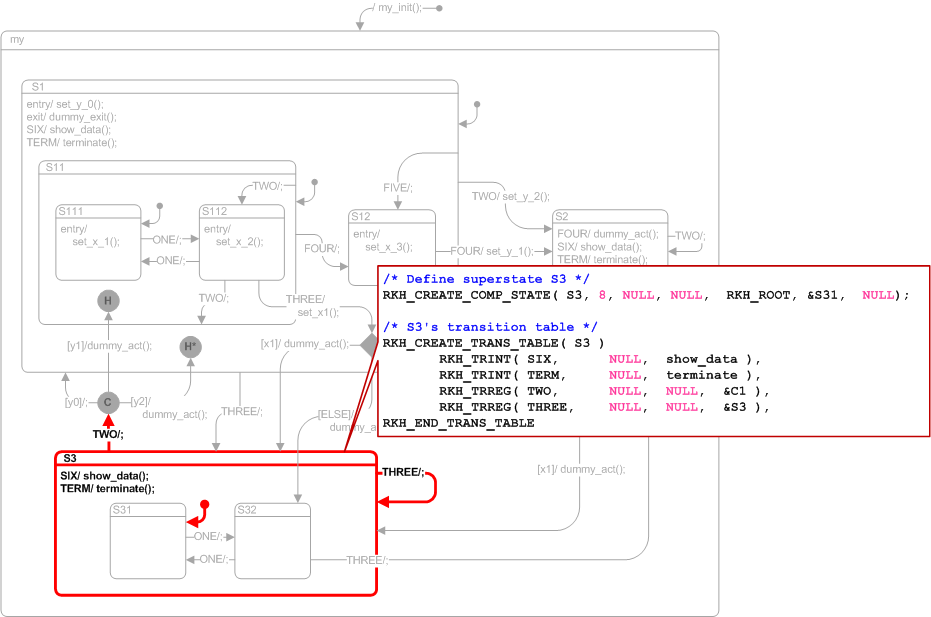 / my_init();
my
S1
entry/ set_y_0();
exit/ dummy_exit();
SIX/ show_data();
TERM/ terminate();
S11
TWO/;
FIVE/;
TWO/ set_y_2();
S111
entry/
set_x_1();
ONE/;
ONE/;
S112
entry/
set_x_2();
FOUR/;
S12
entry/
set_x_3();
FOUR/ set_y_1();
S2
FOUR/ dummy_act();
SIX/ show_data();
TERM/ terminate();
TWO/;
TWO/;
THREE/
set_x1();
H
[y1]/dummy_act();
H*
[x1]/ dummy_act();
[y0]/;
C
[y2]/
dummy_act();
THREE/;
[ELSE]/
TWO/;
/* Define superstate S3 */
RKH_CREATE_COMP_STATE( S3, 8, NULL, NULL, RKH_ROOT, &S31, NULL);
/* S3's transition table */
RKH_CREATE_TRANS_TABLE( S3 )
RKH_TRINT( SIX, NULL, show_data ),
RKH_TRINT( TERM, NULL, terminate ),
RKH_TRREG( TWO, NULL, NULL, &C1 ),
RKH_TRREG( THREE, NULL, NULL, &S3 ),
RKH_END_TRANS_TABLE
S3
SIX/ show_data();
TERM/ terminate();
THREE/;
[x1]/ dummy_act();
S31
S32
ONE/;
ONE/;
THREE/;